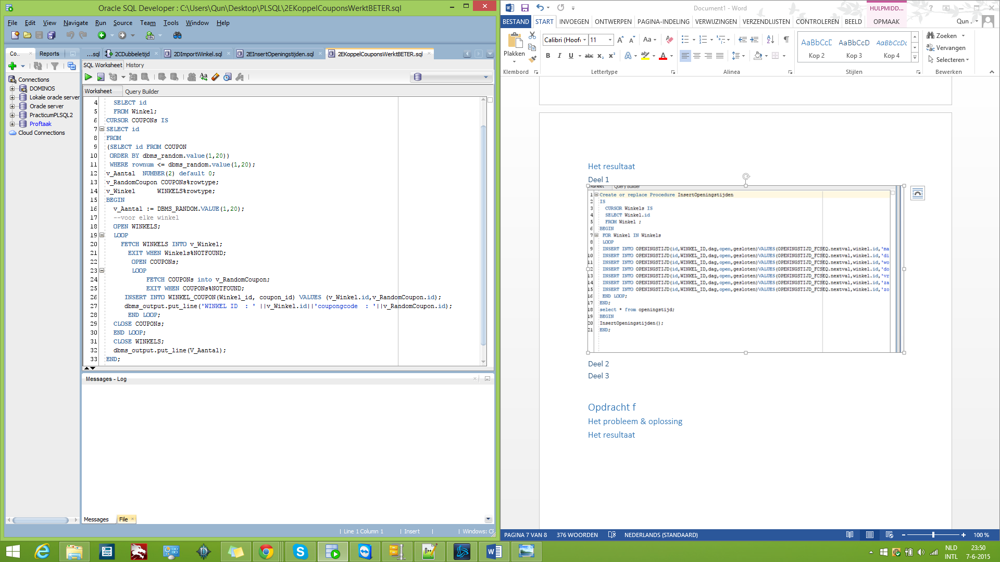 Oracle SQL Developer : C:\Users\Qun\Desktop\PLSQL\2EKoppelCouponsWerktBETER.sql
File Edit View Navigate Run Source Team Tools Window Help
Co.. Reports
...sql 2CDubbeletijd 2DImportWinkel.sql 2EInsertOpeningstijden.sql 2EKoppelCouponsWerktBETER.sql
SQL Worksheet History
Connections
DOMINOS
Lokale oracle server
Oracle server
PracticumPLSQL2
Proftaak
Cloud Connections
Worksheet Query Builder
4 SELECT id
5 FROM Winkel;
6 CURSOR COUPONs IS
7 SELECT id
8 FROM
9 (SELECT id FROM COUPON
10 ORDER BY dbms_random.value(1,20))
11 WHERE rownum <= dbms_random.value(1,20);
12 v_Aantal NUMBER(2) default 0;
13 v_RandomCoupon COUPONs%rowtype;
14 v_Winkel WINKELS%rowtype;
15 BEGIN
16 v_Aantal := DBMS_RANDOM.VALUE(1,20);
17 --voor elke winkel
18 OPEN WINKELS;
19 LOOP
20 FETCH WINKELS INTO v_Winkel;
21 EXIT WHEN Winkels%NOTFOUND;
22 OPEN COUPONs;
23 LOOP
24 FETCH COUPONs into v_RandomCoupon;
25 EXIT WHEN COUPONs%NOTFOUND;
26 INSERT INTO WINKEL_COUPON(Winkel_id, coupon_id) VALUES (v_Winkel.id,v_RandomCoupon.id);
27 dbms_output.put_line('WINKEL ID : ' ||v_Winkel.id||'coupongcode : '||v_RandomCoupon.id);
28 END LOOP;
29 CLOSE COUPONs;
30 END LOOP;
31 CLOSE WINKELS;
32 dbms_output.put_line(V_Aantal);
33 END;
Messages - Log
Messages File
Line 1 Column 1 Insert Windows: CF
Document1 - Word
HULPMIDD...
BESTAND START INVOEGEN ONTWERPEN PAGINA-INDELING VERWIJZINGEN VERZENDLIJSTEN CONTROLEREN BEELD OPMAAK Qun .
Plakken
Calibri (Hoof 11
B I U abc x₂ x²
AaBbCcD AaBbCcD AaBbCcDc
Kop 2 Kop 3 Kop 4
Zoeken
Vervangen
Selecteren
Klembord Lettertype Alinea Stijlen Bewerken
Het resultaat
Deel 1
Query Builder
1 Create or replace Procedure InsertOpeningstijden
2 IS
3 CURSOR Winkels IS
4 SELECT Winkel.id
5 FROM Winkel ;
6 BEGIN
7 FOR Winkel IN Winkels
8 LOOP
9 INSERT INTO OPENINGSTIJD(id,WINKEL_ID,dag,open,gesloten)VALUES(OPENINGSTIJD_FCSEQ.nextval,winkel.id,'ma
10 INSERT INTO OPENINGSTIJD(id,WINKEL_ID,dag,open,gesloten)VALUES(OPENINGSTIJD_FCSEQ.nextval,winkel.id,'di
11 INSERT INTO OPENINGSTIJD(id,WINKEL_ID,dag,open,gesloten)VALUES(OPENINGSTIJD_FCSEQ.nextval,winkel.id,'wo
12 INSERT INTO OPENINGSTIJD(id,WINKEL_ID,dag,open,gesloten)VALUES(OPENINGSTIJD_FCSEQ.nextval,winkel.id,'do
13 INSERT INTO OPENINGSTIJD(id,WINKEL_ID,dag,open,gesloten)VALUES(OPENINGSTIJD_FCSEQ.nextval,winkel.id,'vr
14 INSERT INTO OPENINGSTIJD(id,WINKEL_ID,dag,open,gesloten)VALUES(OPENINGSTIJD_FCSEQ.nextval,winkel.id,'za
15 INSERT INTO OPENINGSTIJD(id,WINKEL_ID,dag,open,gesloten)VALUES(OPENINGSTIJD_FCSEQ.nextval,winkel.id,'zo
16 END LOOP;
17 END;
18 select * from openingstijd;
19 BEGIN
20 InsertOpeningstijden();
21 END;
Deel 2
Deel 3
Opdracht f
Het probleem & oplossing
Het resultaat
PAGINA 7 VAN 8 376 WOORDEN NEDERLANDS (STANDAARD) 100 %
NLD 23:50
INTL 7-6-2015